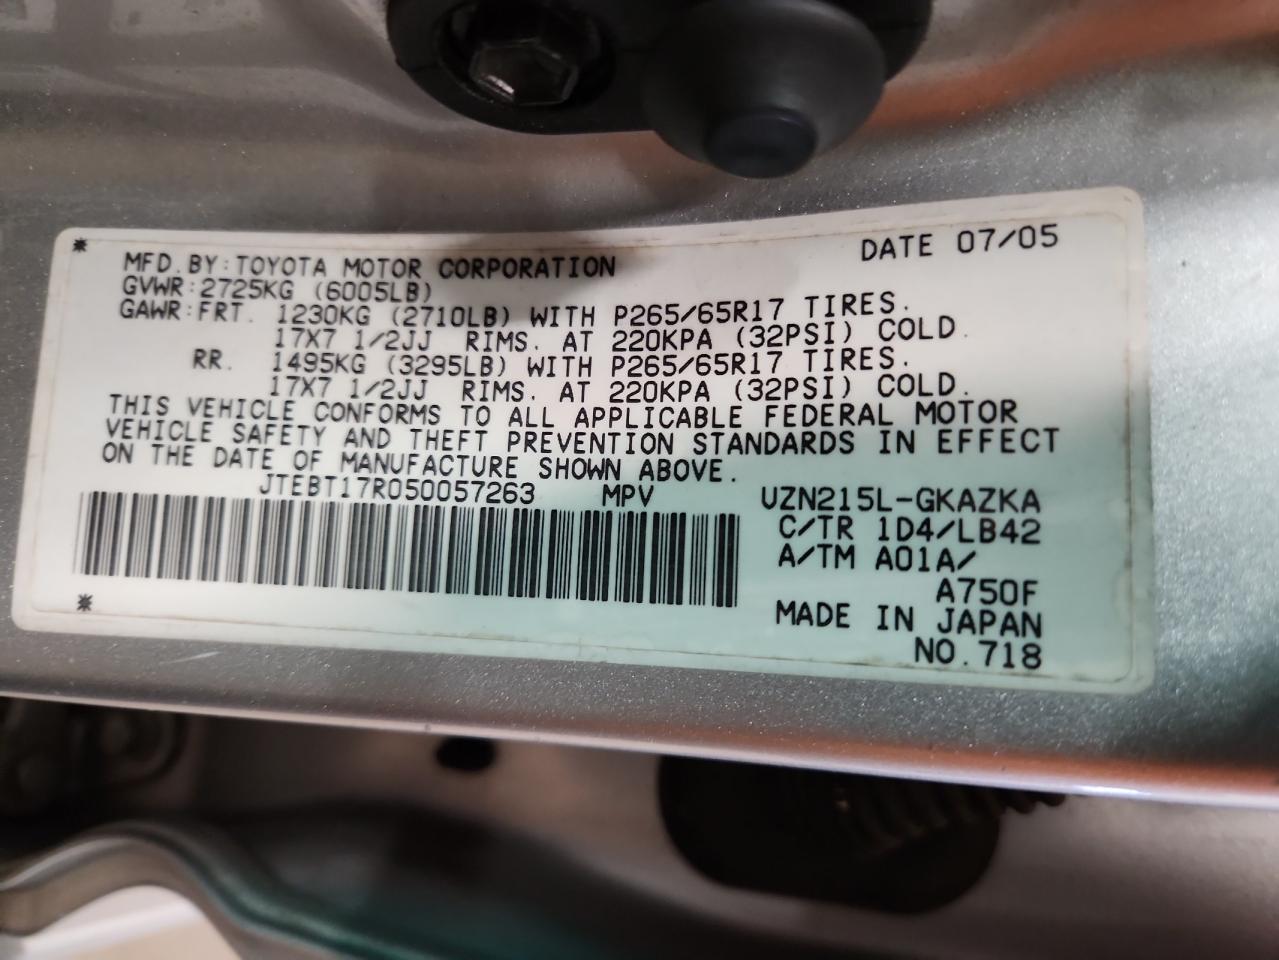 DATE 07/05
MFD.BY:TOYOTA MOTOR CORPORATION
GVWR:2725KG (6005LB)
GAWR:FRT. 1230KG (2710LB) WITH P265/65R17 TIRES.
17X7 1/2JJ RIMS. AT 220KPA (32PSI) COLD.
RR. 1495KG (3295LB) WITH P265/65R17 TIRES.
17X7 1/2JJ RIMS. AT 220KPA (32PSI) COLD.
THIS VEHICLE CONFORMS TO ALL APPLICABLE FEDERAL MOTOR
VEHICLE SAFETY AND THEFT PREVENTION STANDARDS IN EFFECT
ON THE DATE OF MANUFACTURE SHOWN ABOVE.
JTEBT17R050057263 MPV UZN215L-GKAZKA
C/TR 1D4/LB42
A/TM A01A/
A750F
MADE IN JAPAN
NO.718